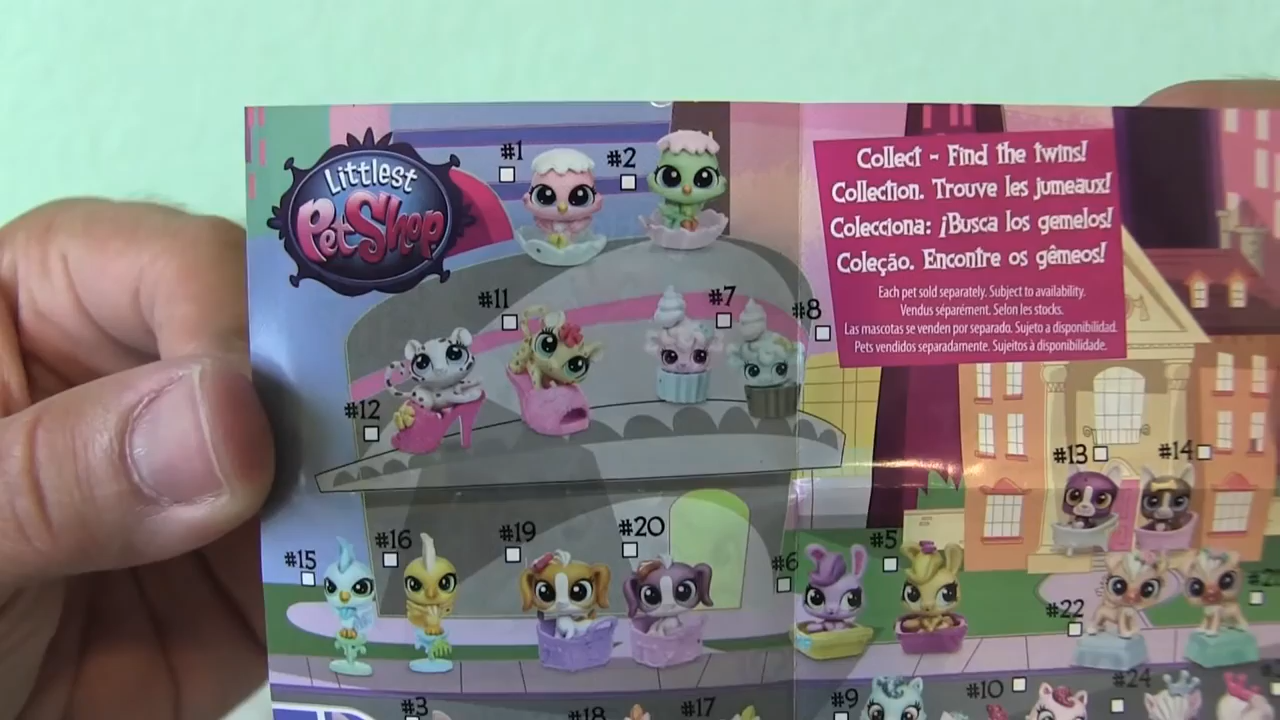 Littlest
PetShop
#1
#2
Collect - Find the twins!
Collection. Trouve les jumeaux!
Colecciona: ¡Busca los gemelos!
Coleção. Encontre os gêmeos!
Each pet sold separately. Subject to availability.
Vendus séparément. Selon les stocks.
Las mascotas se venden por separado. Sujeto a disponibilidad.
Pets vendidos separadamente. Sujeitos à disponibilidade.
#11
#7
#8
#12
#13
#14
#15
#16
#19
#20
#6
#5
#22
#3
#18
#17
#9
#10
#24